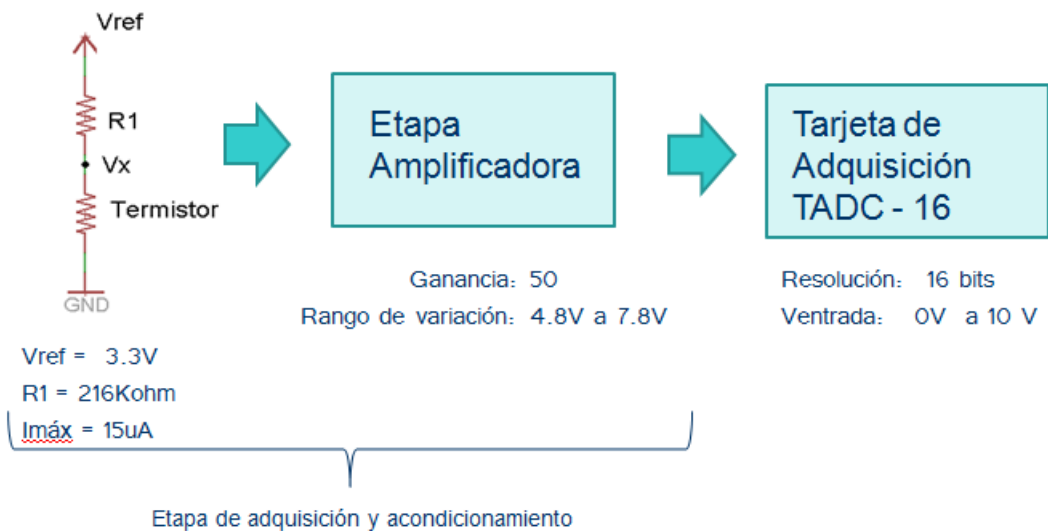 Vref
R1
Vx
Termistor
GND
Vref = 3.3V
R1 = 216Kohm
Imáx = 15uA
Etapa
Amplificadora
Ganancia: 50
Rango de variación: 4.8V a 7.8V
Tarjeta de
Adquisición
TADC - 16
Resolución: 16 bits
Ventrada: 0V a 10 V
Etapa de adquisición y acondicionamiento